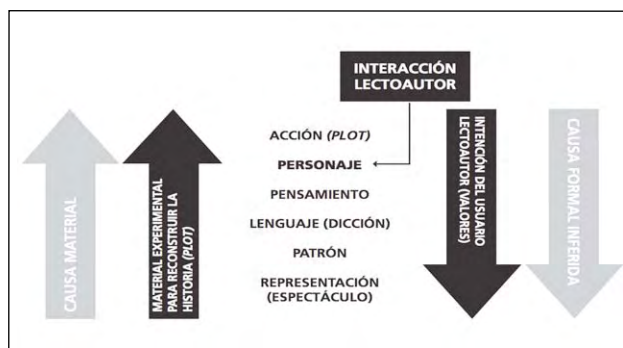 INTERACCIÓN
LECTOAUTOR
ACCIÓN (PLOT)
PERSONAJE
PENSAMIENTO
LENGUAJE (DICCIÓN)
PATRÓN
REPRESENTACIÓN
(ESPECTÁCULO)
CAUSA MATERIAL
MATERIAL EXPERIMENTAL
PARA RECONSTRUIR LA
HISTORIA (PLOT)
INTENCIÓN DEL USUARIO
LECTOAUTOR (VALORES)
CAUSA FORMAL INFERIDA